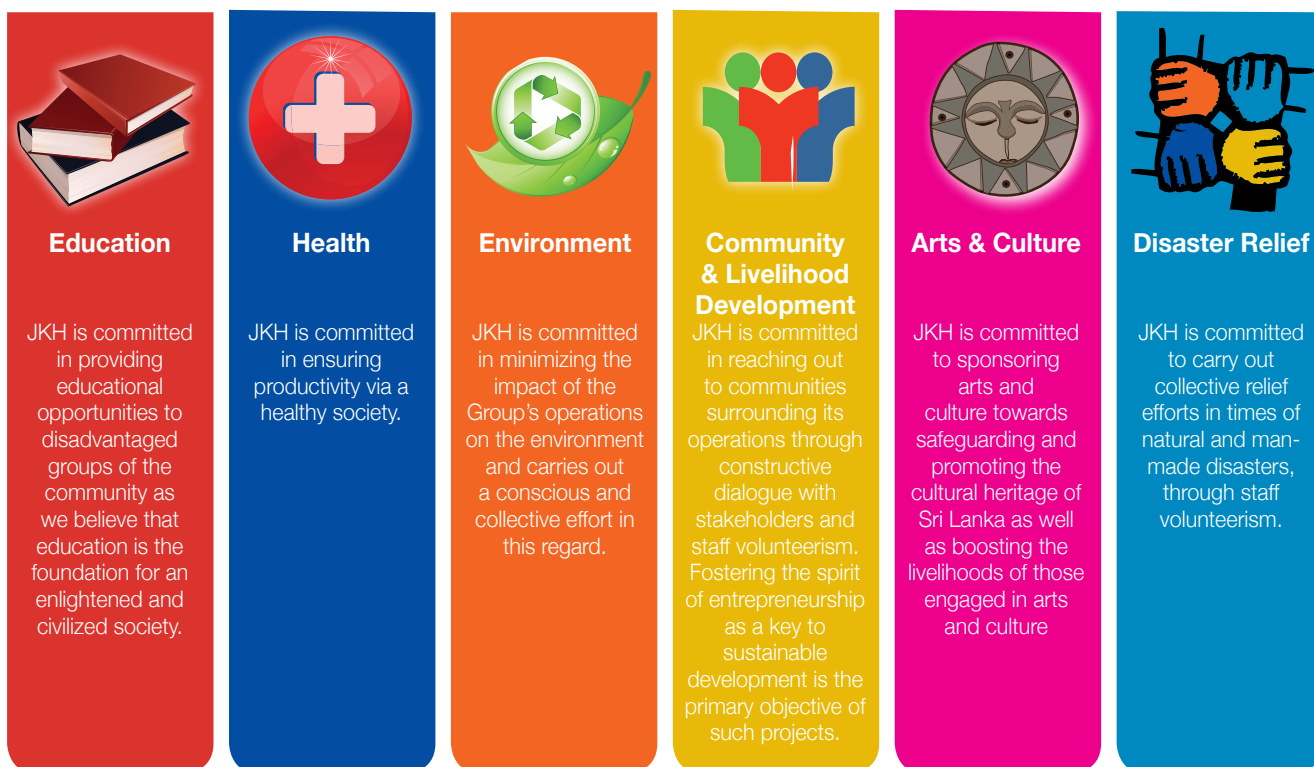 Education
JKH is committed
in providing
educational
opportunities to
disadvantaged
groups of the
community as
we believe that
education is the
foundation for an
enlightened and
civilized society.
Health
JKH is committed
in ensuring
productivity via a
healthy society.
Environment
JKH is committed
in minimizing the
impact of the
Group's operations
on the environment
and carries out
a conscious and
collective effort in
this regard.
Community
& Livelihood
Development
JKH is committed
in reaching out
to communities
surrounding its
operations through
constructive
dialogue with
stakeholders and
staff volunteerism.
Fostering the spirit
of entrepreneurship
as a key to
sustainable
development is the
primary objective of
such projects.
Arts & Culture
JKH is committed
to sponsoring
arts and
culture towards
safeguarding and
promoting the
cultural heritage of
Sri Lanka as well
as boosting the
livelihoods of those
engaged in arts
and culture
Disaster Relief
JKH is committed
to carry out
collective relief
efforts in times of
natural and man-
made disasters,
through staff
volunteerism.